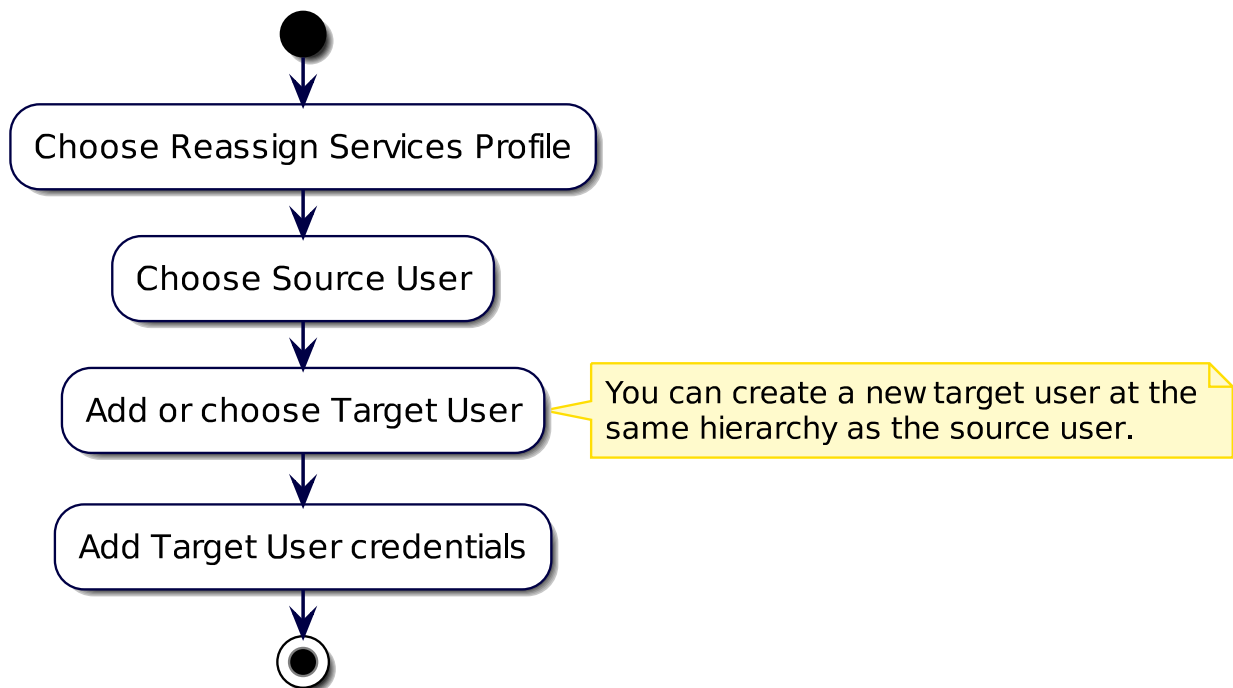 Choose Reassign Services Profile
Choose Source User
Add or choose Target User
You can create a new target user at the
same hierarchy as the source user.
Add Target User credentials